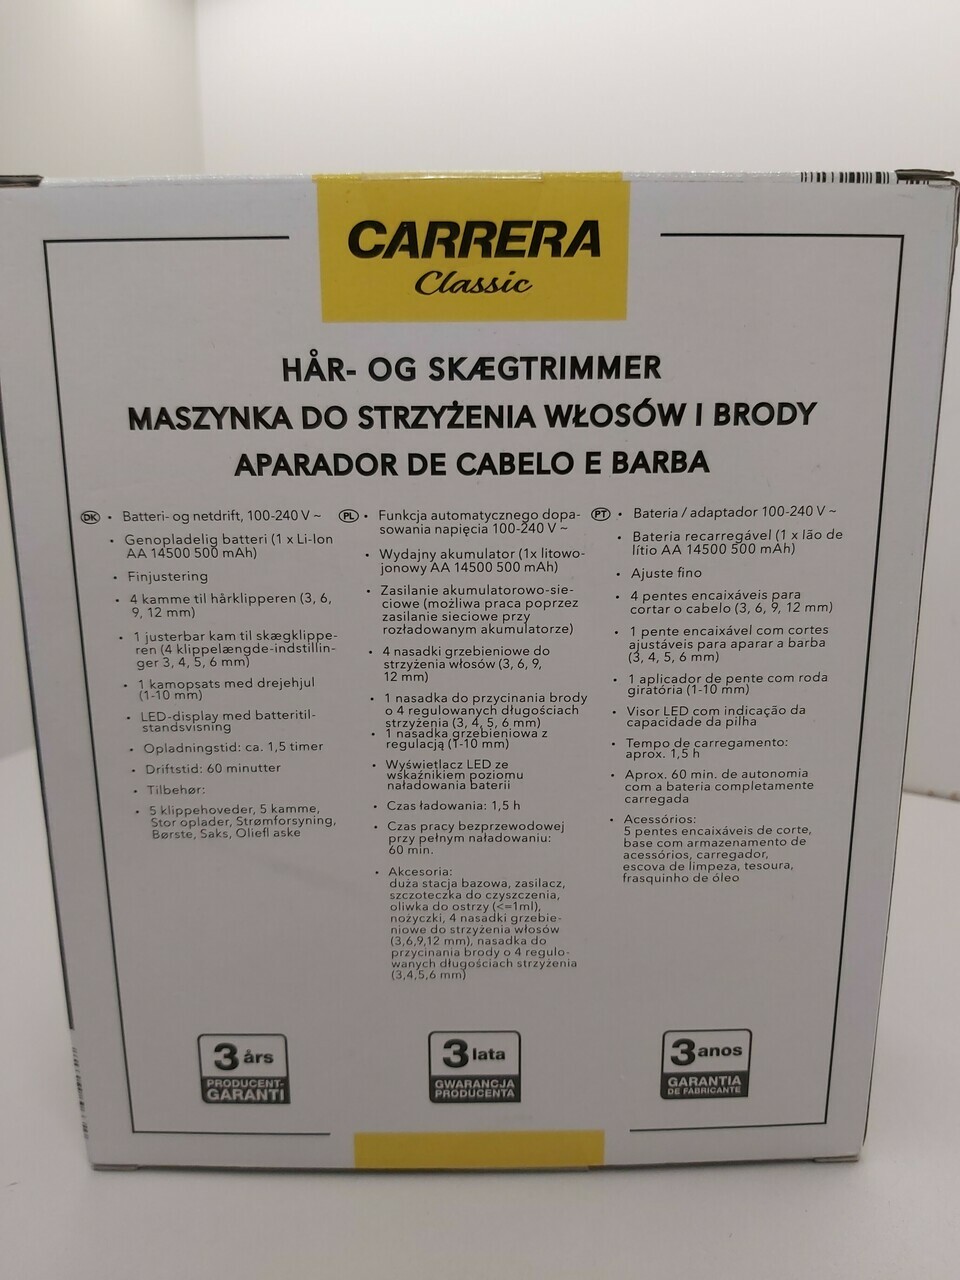 CARRERA
Classic
HÅR- OG SKÆGTRIMMER
MASZYNKA DO STRZYŻENIA WŁOSÓW I BRODY
APARADOR DE CABELO E BARBA
DK
• Batteri- og netdrift, 100-240 V ~
• Genopladelig batteri (1 x Li-Ion
AA 14500 500 mAh)
• Finjustering
• 4 kamme til hårklipperen (3, 6,
9, 12 mm)
• 1 justerbar kam til skægklippe-
ren (4 klippelængde-indstillin-
ger 3, 4, 5, 6 mm)
• 1 kamopsats med drejehjul
(1-10 mm)
• LED-display med batteritil-
standsvisning
• Opladningstid: ca. 1,5 timer
• Driftstid: 60 minutter
• Tilbehør:
• 5 klippehoveder, 5 kamme,
Stor oplader, Strømforsyning,
Børste, Saks, Oliefl aske
PL
• Funkcja automatycznego dopa-
sowania napięcia 100-240 V ~
• Wydajny akumulator (1x litowo-
jonowy AA 14500 500 mAh)
• Zasilanie akumulatorowo-sie-
ciowe (możliwa praca poprzez
zasilanie sieciowe przy
rozładowanym akumulatorze)
• 4 nasadki grzebieniowe do
strzyżenia włosów (3, 6, 9,
12 mm)
• 1 nasadka do przycinania brody
o 4 regulowanych długościach
strzyżenia (3, 4, 5, 6 mm)
• 1 nasadka grzebieniowa z
regulacją (1-10 mm)
• Wyświetlacz LED ze
wskaźnikiem poziomu
naładowania baterii
• Czas ładowania: 1,5 h
• Czas pracy bezprzewodowej
przy pełnym naładowaniu:
60 min.
• Akcesoria:
duża stacja bazowa, zasilacz,
szczoteczka do czyszczenia,
oliwka do ostrzy (<=1ml),
nożyczki, 4 nasadki grzebie-
niowe do strzyżenia włosów
(3,6,9,12 mm), nasadka do
przycinania brody o 4 regulo-
wanych długościach strzyżenia
(3,4,5,6 mm)
PT
• Bateria / adaptador 100-240 V ~
• Bateria recarregável (1 x Ião de
lítio AA 14500 500 mAh)
• Ajuste fino
• 4 pentes encaixáveis para
cortar o cabelo (3, 6, 9, 12 mm)
• 1 pente encaixável com cortes
ajustáveis para aparar a barba
(3, 4, 5, 6 mm)
• 1 aplicador de pente com roda
giratória (1-10 mm)
• Visor LED com indicação da
capacidade da pilha
• Tempo de carregamento:
aprox. 1,5 h
• Aprox. 60 min. de autonomia
com a bateria completamente
carregada
• Acessórios:
5 pentes encaixáveis de corte,
base com armazenamento de
acessórios, carregador,
escova de limpeza, tesoura,
frasquinho de óleo
3 års
PRODUCENT-
GARANTI
3 lata
GWARANCJA
PRODUCENTA
3 anos
GARANTIA
DE FABRICANTE